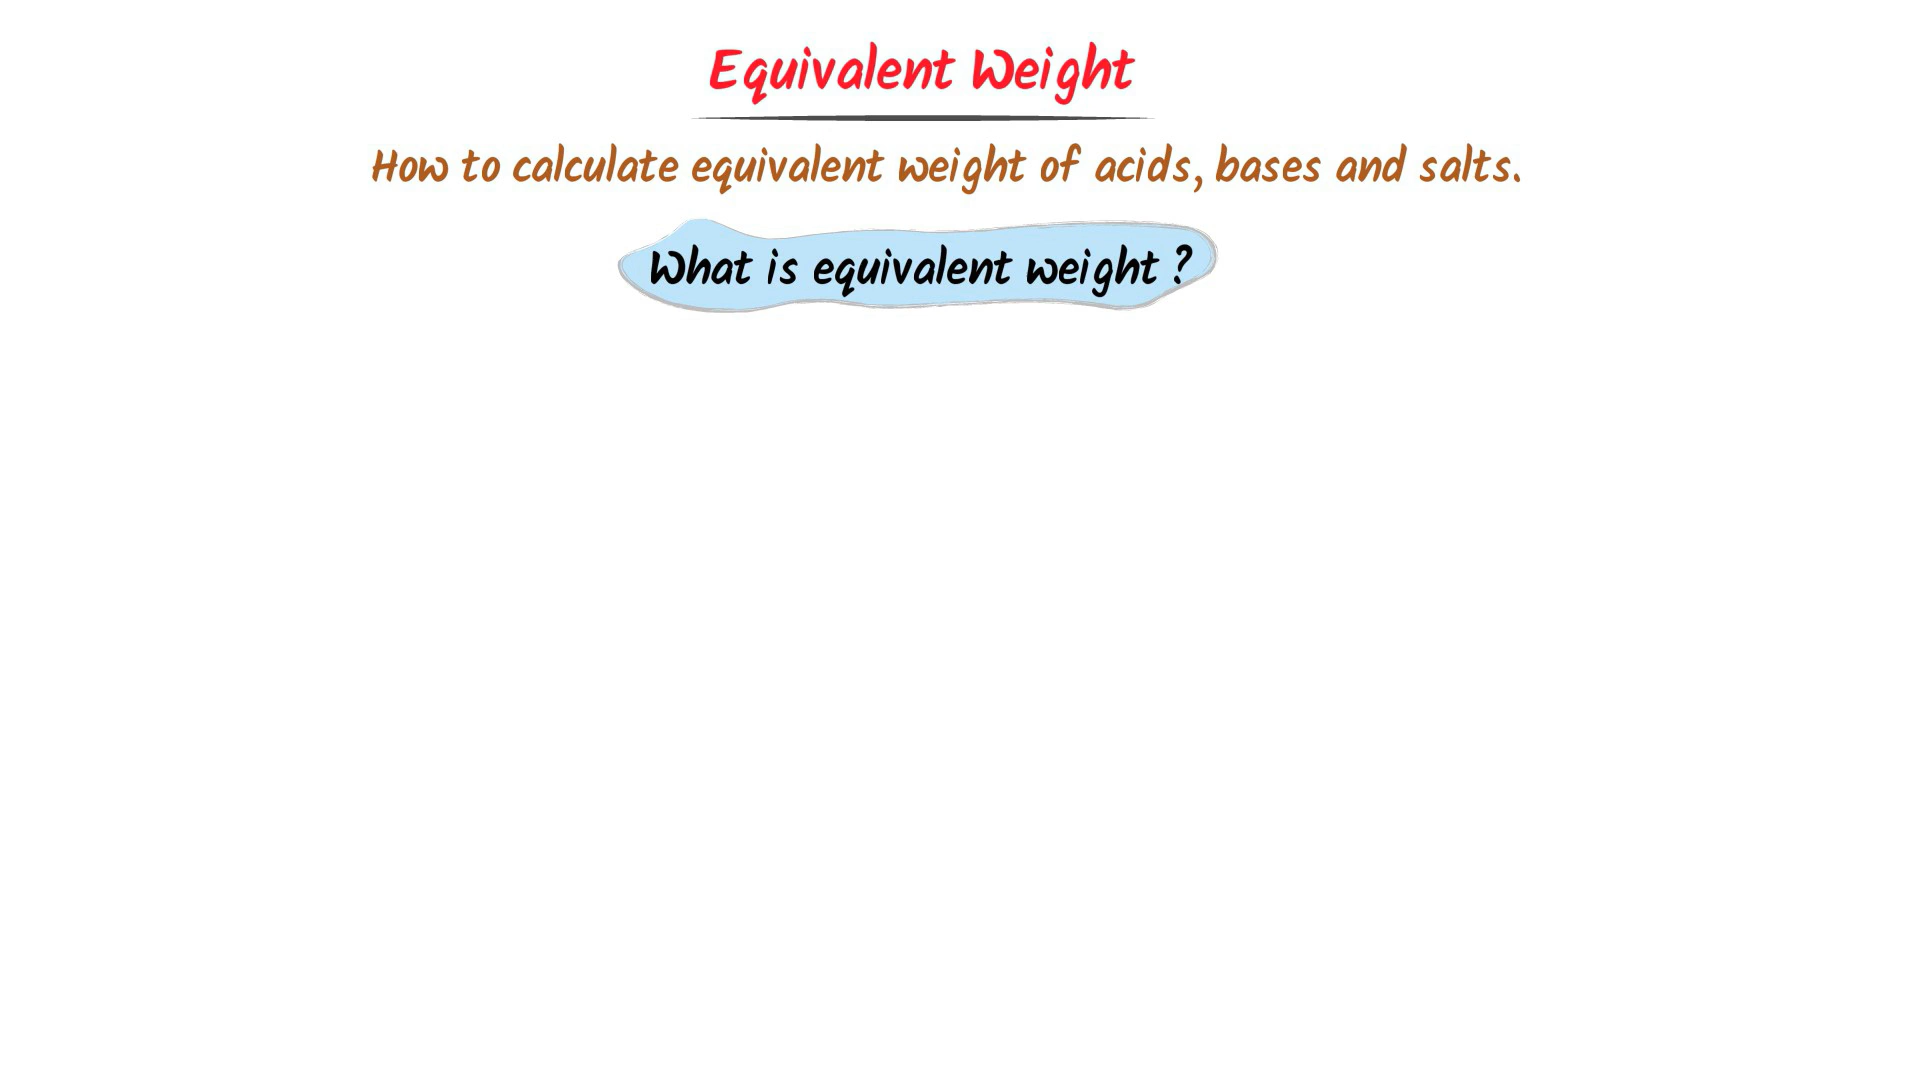 Equivalent Weight
How to calculate equivalent weight of acids, bases and salts.
What is equivalent weight ?